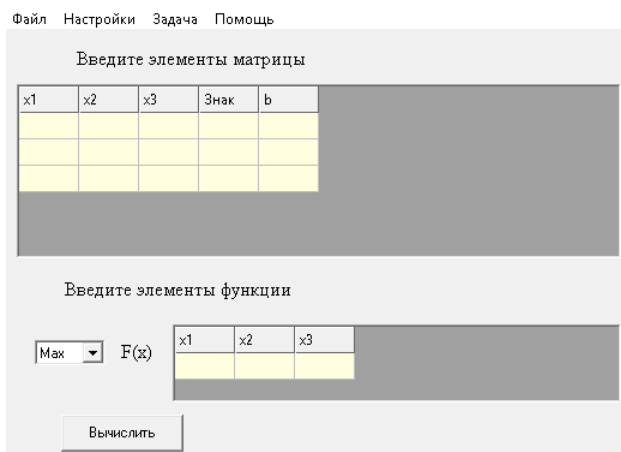 Файл Настройки Задача Помощь
Введите элементы матрицы
x1 x2 x3 Знак b
Введите элементы функции
Max F(x) x1 x2 x3
Вычислить